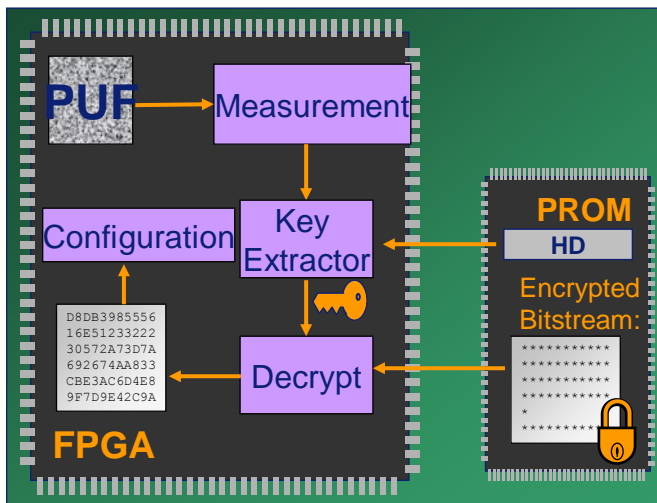 PUF
Measurement
Key
Extractor
Configuration
D8DB3985556
16E51233222
30572A73D7A
692674AA833
CBE3AC6D4E8
9F7D9E42C9A
Decrypt
FPGA
PROM
HD
Encrypted
Bitstream:
***********
***********
***********
***********
*
***********